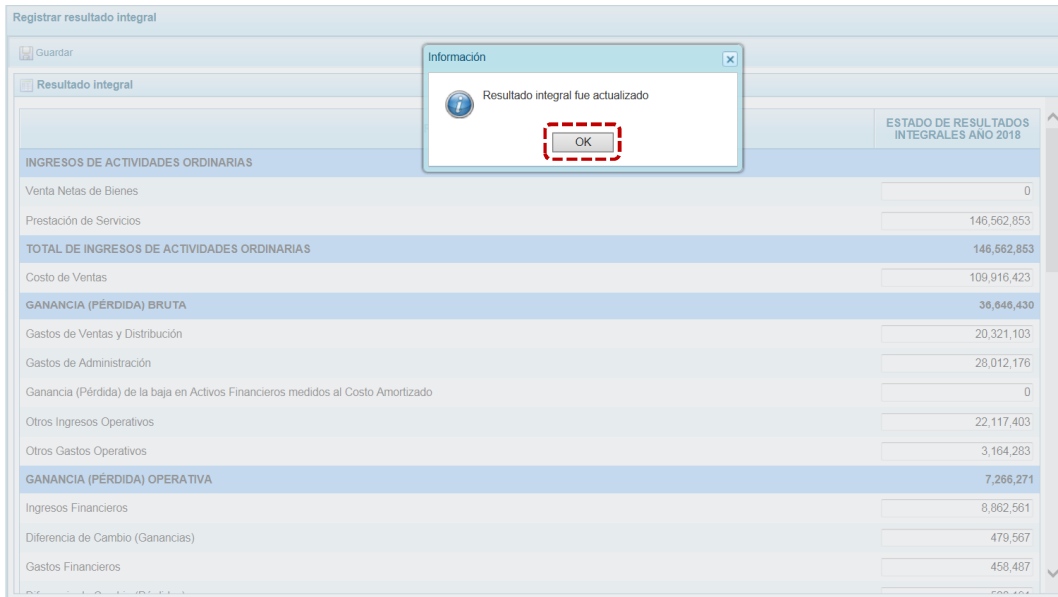 Registrar resultado integral
Guardar
Información
Resultado integral fue actualizado
OK
Resultado integral
ESTADO DE RESULTADOS
INTEGRALES AÑO 2018
INGRESOS DE ACTIVIDADES ORDINARIAS
Venta Netas de Bienes 0
Prestación de Servicios 146,562,853
TOTAL DE INGRESOS DE ACTIVIDADES ORDINARIAS 146,562,853
Costo de Ventas 109,916,423
GANANCIA (PÉRDIDA) BRUTA 36,646,430
Gastos de Ventas y Distribución 20,321,103
Gastos de Administración 28,012,176
Ganancia (Pérdida) de la baja en Activos Financieros medidos al Costo Amortizado 0
Otros Ingresos Operativos 22,117,403
Otros Gastos Operativos 3,164,283
GANANCIA (PÉRDIDA) OPERATIVA 7,266,271
Ingresos Financieros 8,862,561
Diferencia de Cambio (Ganancias) 479,567
Gastos Financieros 458,487